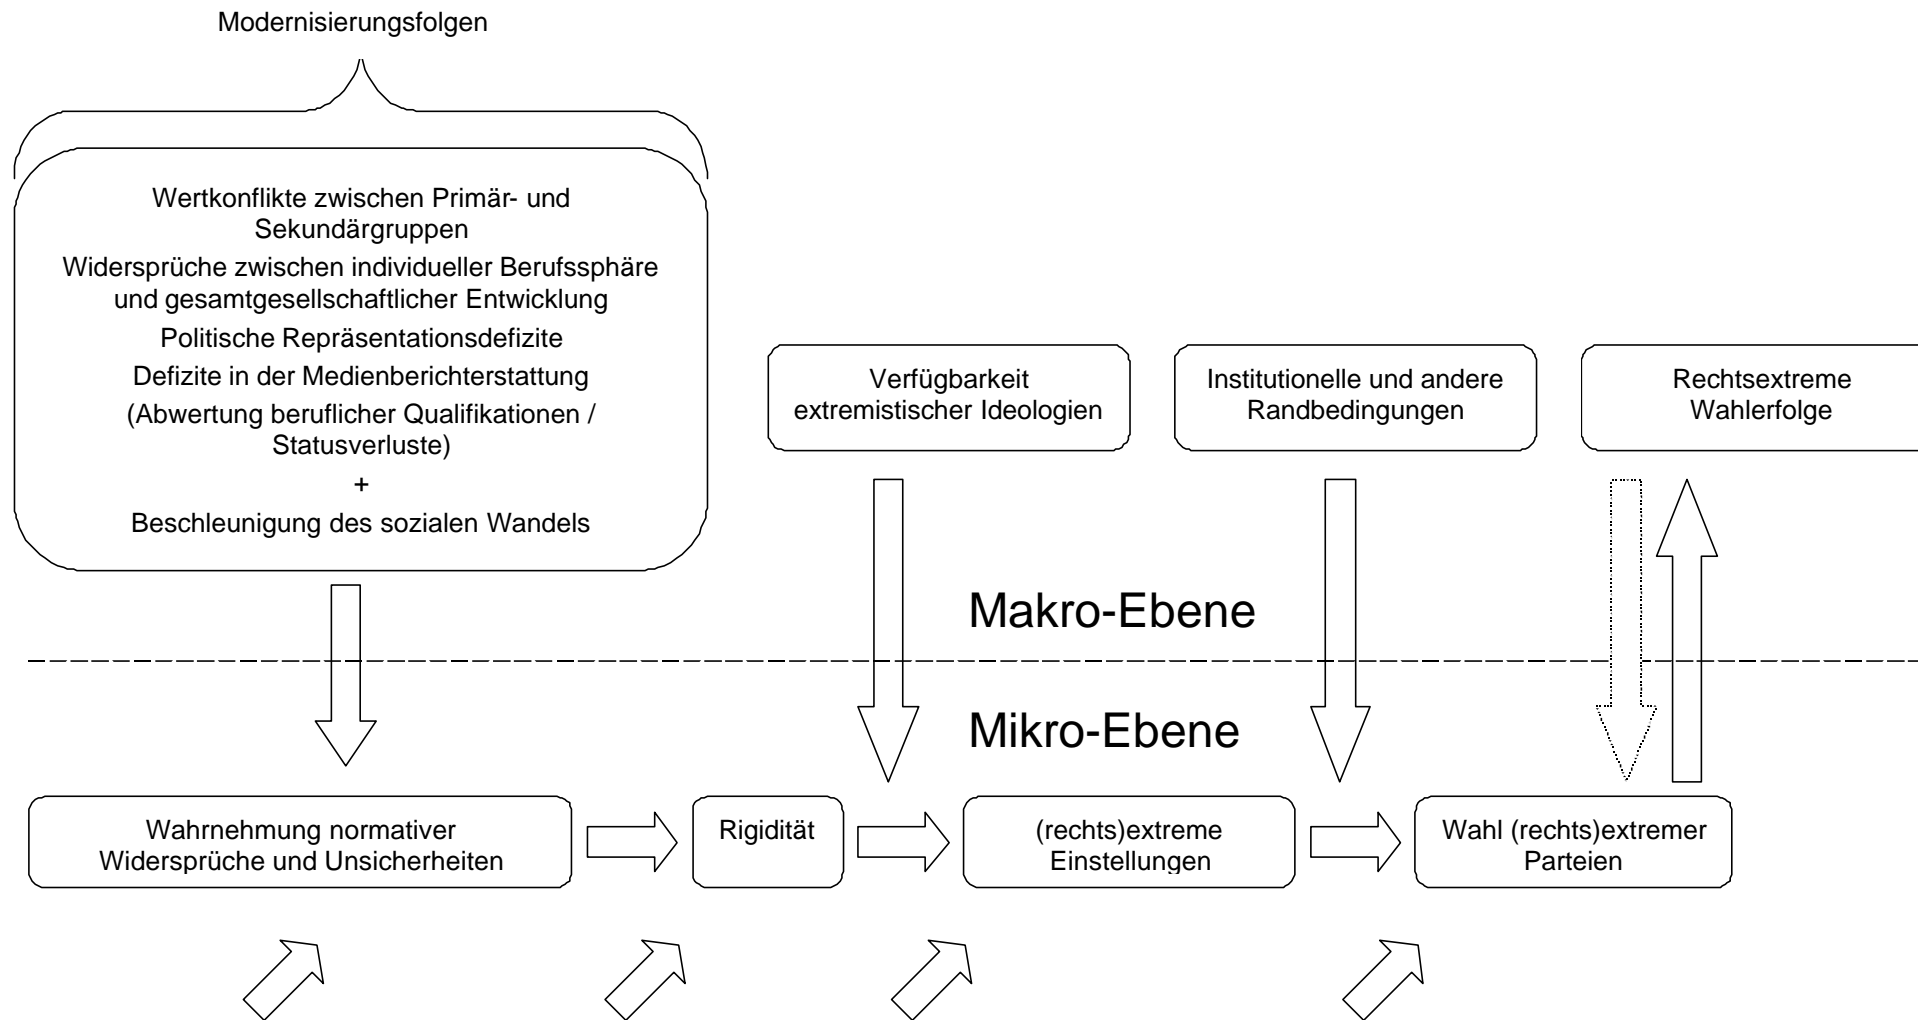 Modernisierungsfolgen
Wertkonflikte zwischen Primär- und
Sekundärgruppen
Widersprüche zwischen individueller Berufssphäre
und gesamtgesellschaftlicher Entwicklung
Politische Repräsentationsdefizite
Defizite in der Medienberichterstattung
(Abwertung beruflicher Qualifikationen /
Statusverluste)
+
Beschleunigung des sozialen Wandels
Verfügbarkeit
extremistischer Ideologien
Institutionelle und andere
Randbedingungen
Rechtsextreme
Wahlerfolge
Makro-Ebene
Mikro-Ebene
Wahrnehmung normativer
Widersprüche und Unsicherheiten
Rigidität
(rechts)extreme
Einstellungen
Wahl (rechts)extremer
Parteien